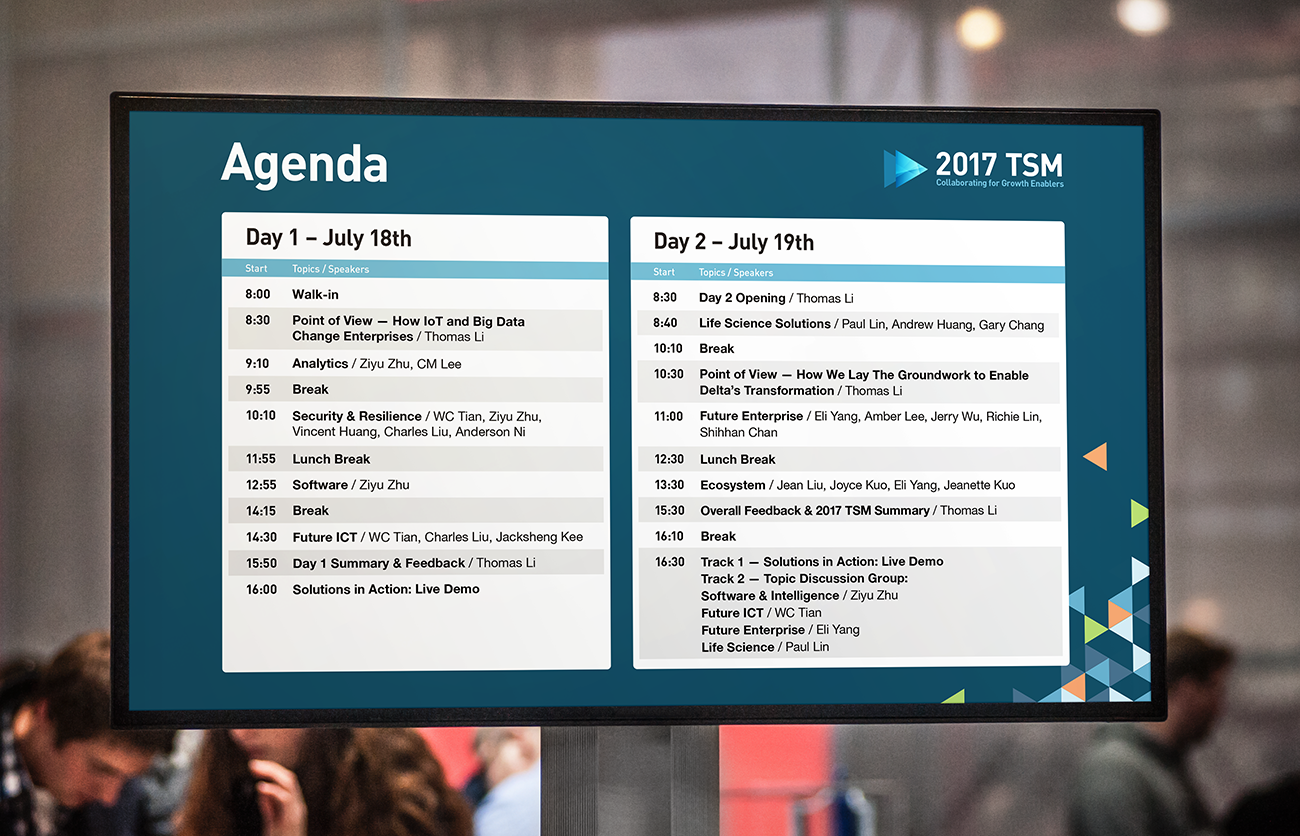 Agenda
2017 TSM
Collaborating for Growth Enablers
Day 1 – July 18th
Start Topics / Speakers
8:00 Walk-in
8:30 Point of View — How IoT and Big Data
Change Enterprises / Thomas Li
9:10 Analytics / Ziyu Zhu, CM Lee
9:55 Break
10:10 Security & Resilience / WC Tian, Ziyu Zhu,
Vincent Huang, Charles Liu, Anderson Ni
11:55 Lunch Break
12:55 Software / Ziyu Zhu
14:15 Break
14:30 Future ICT / WC Tian, Charles Liu, Jacksheng Kee
15:50 Day 1 Summary & Feedback / Thomas Li
16:00 Solutions in Action: Live Demo
Day 2 – July 19th
Start Topics / Speakers
8:30 Day 2 Opening / Thomas Li
8:40 Life Science Solutions / Paul Lin, Andrew Huang, Gary Chang
10:10 Break
10:30 Point of View — How We Lay The Groundwork to Enable
Delta's Transformation / Thomas Li
11:00 Future Enterprise / Eli Yang, Amber Lee, Jerry Wu, Richie Lin,
Shihhan Chan
12:30 Lunch Break
13:30 Ecosystem / Jean Liu, Joyce Kuo, Eli Yang, Jeanette Kuo
15:30 Overall Feedback & 2017 TSM Summary / Thomas Li
16:10 Break
16:30 Track 1 — Solutions in Action: Live Demo
Track 2 — Topic Discussion Group:
Software & Intelligence / Ziyu Zhu
Future ICT / WC Tian
Future Enterprise / Eli Yang
Life Science / Paul Lin